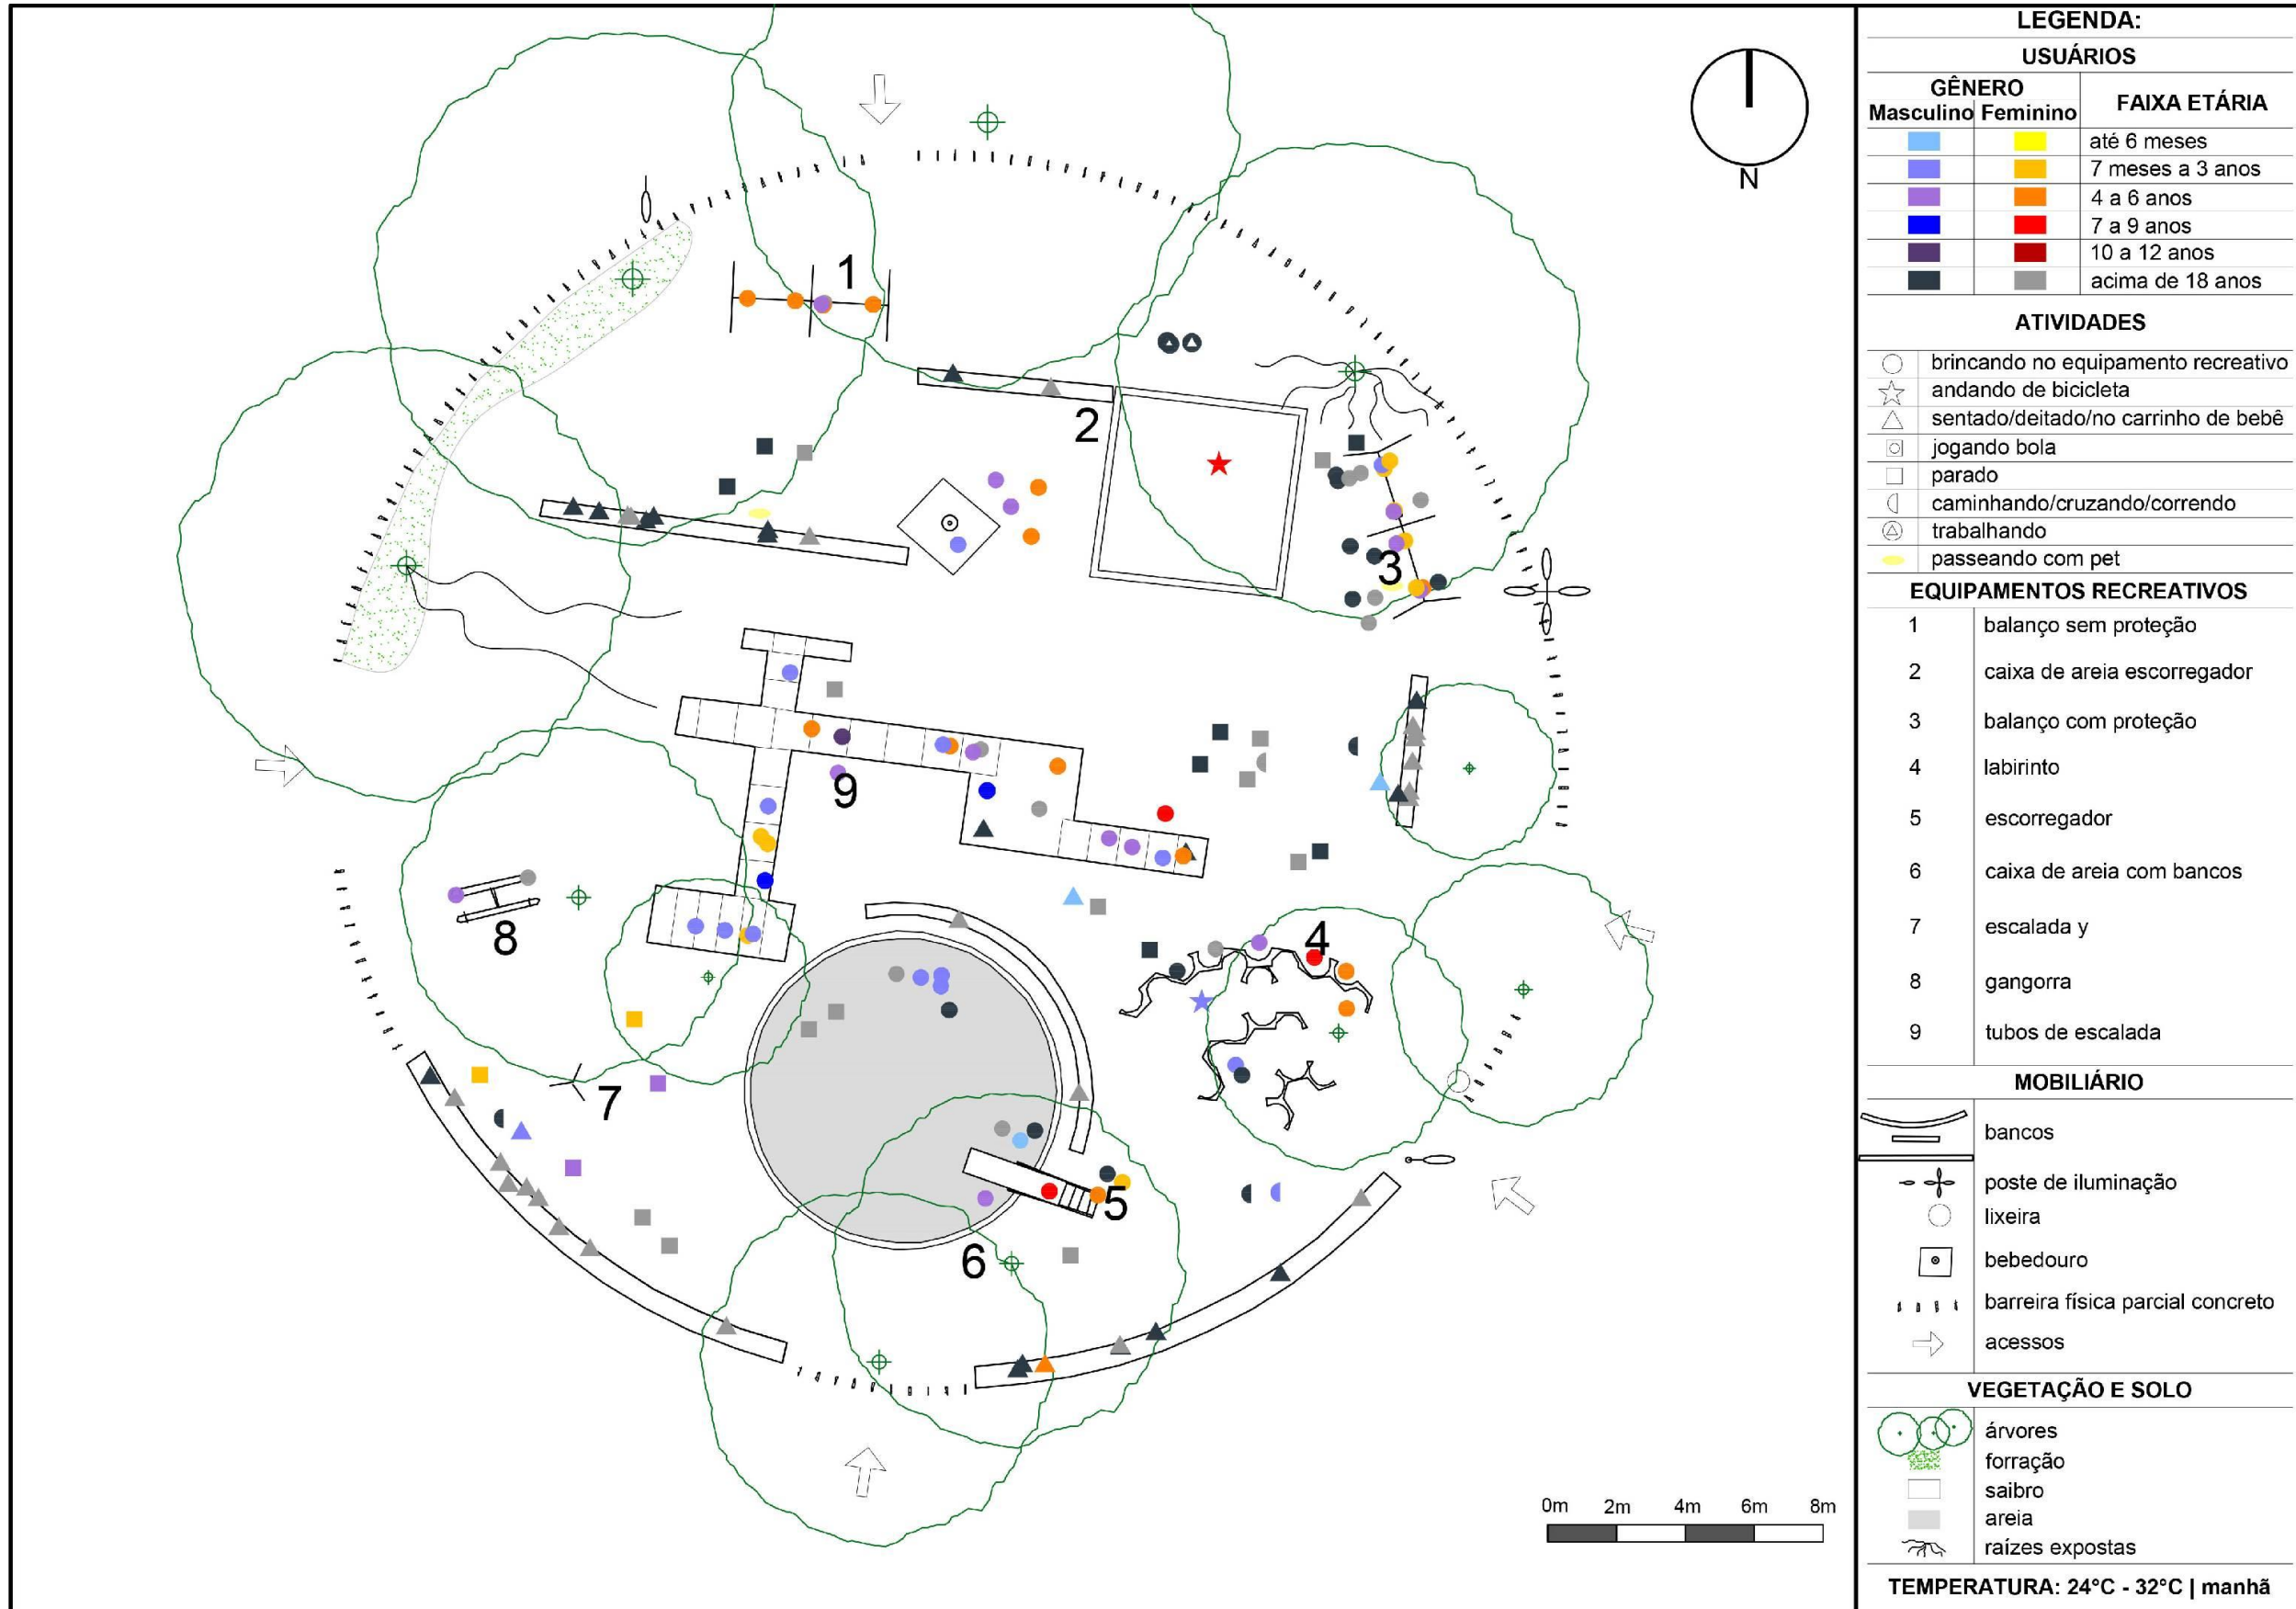 N
1
2
3
9
8
4
7
5
6
0m 2m 4m 6m 8m
LEGENDA:
USUÁRIOS
GÊNERO
Masculino Feminino
FAIXA ETÁRIA
até 6 meses
7 meses a 3 anos
4 a 6 anos
7 a 9 anos
10 a 12 anos
acima de 18 anos
ATIVIDADES
brincando no equipamento recreativo
andando de bicicleta
sentado/deitado/no carrinho de bebê
jogando bola
parado
caminhando/cruzando/correndo
trabalhando
passeando com pet
EQUIPAMENTOS RECREATIVOS
1 balanço sem proteção
2 caixa de areia escorregador
3 balanço com proteção
4 labirinto
5 escorregador
6 caixa de areia com bancos
7 escalada y
8 gangorra
9 tubos de escalada
MOBILIÁRIO
bancos
poste de iluminação
lixeira
bebedouro
barreira física parcial concreto
acessos
VEGETAÇÃO E SOLO
árvores
forração
saibro
areia
raízes expostas
TEMPERATURA: 24°C - 32°C | manhã